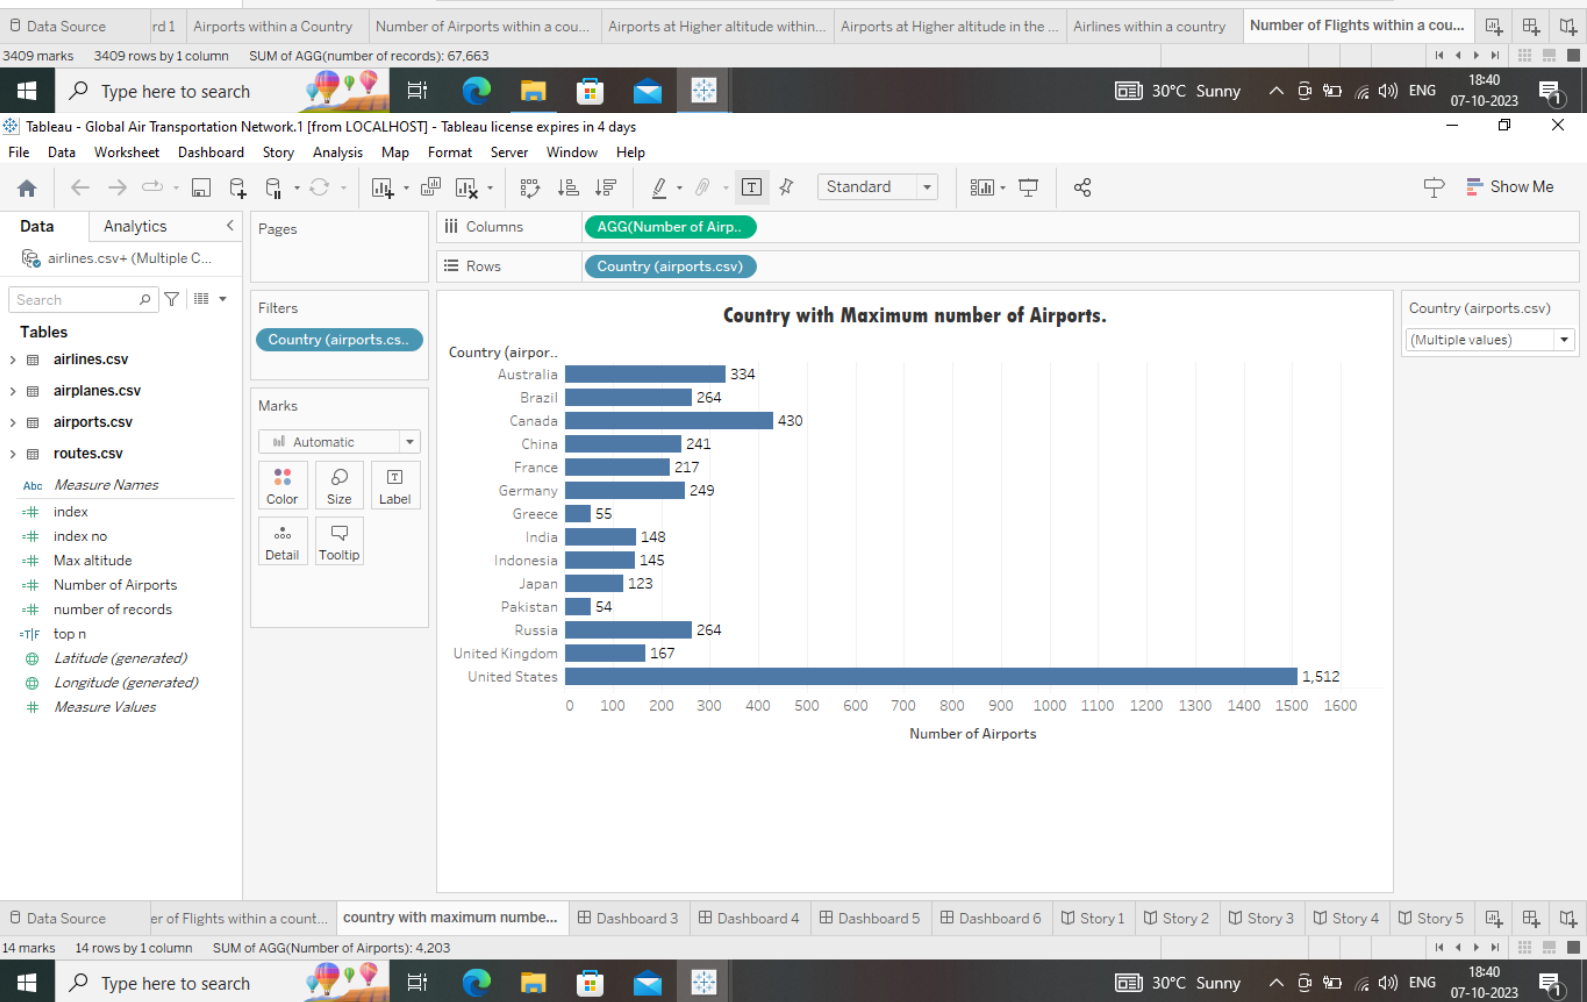 Data Source rd 1 Airports within a Country Number of Airports within a cou... Airports at Higher altitude within... Airports at Higher altitude in the ... Airlines within a country Number of Flights within a cou...
3409 marks 3409 rows by 1 column SUM of AGG(number of records): 67,663
Type here to search 30°C Sunny ENG 18:40
07-10-2023 1
Tableau - Global Air Transportation Network.1 [from LOCALHOST] - Tableau license expires in 4 days
File Data Worksheet Dashboard Story Analysis Map Format Server Window Help
T Standard Show Me
Data Analytics
airlines.csv+ (Multiple C...
Search
Tables
airlines.csv
airplanes.csv
airports.csv
routes.csv
Abc Measure Names
=# index
=# index no
=# Max altitude
=# Number of Airports
=# number of records
=T|F top n
Latitude (generated)
Longitude (generated)
# Measure Values
Pages
Filters
Country (airports.cs..
Marks
Automatic
Color Size T Label
Detail Tooltip
Columns AGG(Number of Airp..
Rows Country (airports.csv)
Country with Maximum number of Airports.
Country (airpor..
Australia 334
Brazil 264
Canada 430
China 241
France 217
Germany 249
Greece 55
India 148
Indonesia 145
Japan 123
Pakistan 54
Russia 264
United Kingdom 167
United States 1,512
0 100 200 300 400 500 600 700 800 900 1000 1100 1200 1300 1400 1500 1600
Number of Airports
Country (airports.csv)
(Multiple values)
Data Source er of Flights within a count... country with maximum numbe... Dashboard 3 Dashboard 4 Dashboard 5 Dashboard 6 Story 1 Story 2 Story 3 Story 4 Story 5
14 marks 14 rows by 1 column SUM of AGG(Number of Airports): 4,203
Type here to search 30°C Sunny ENG 18:40
07-10-2023 1